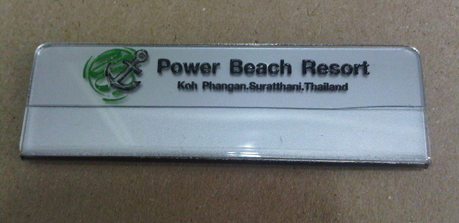 Power Beach Resort
Koh Phangan.Suratthani.Thailand